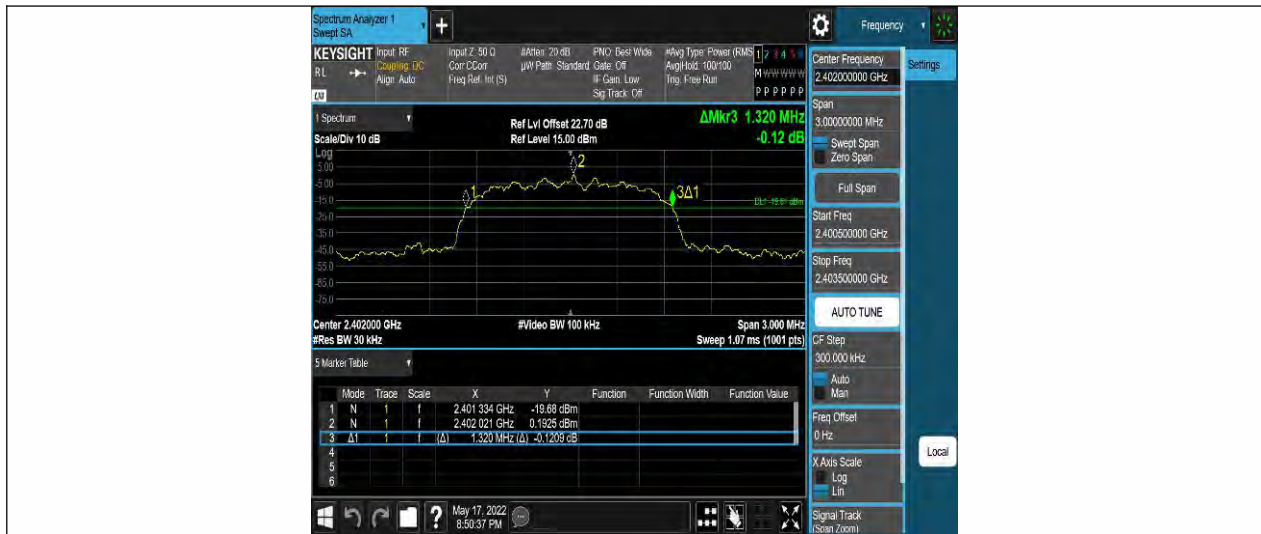 Spectrum Analyzer 1
Swept SA
+
Frequency
KEYSIGHT
RL
Input: RF
Coupling: DC
Align: Auto
Input Z: 50 Ω
Corr CCorr
Freq Ref: Int (S)
#Atten: 20 dB
µW Path: Standard
PNO: Best Wide
Gate: Off
IF Gain: Low
Sig Track: Off
#Avg Type: Power (RMS
Avg|Hold: 100/100
Trig: Free Run
1 2 3 4 5 6
M W W W W W
P P P P P P
1 Spectrum
Scale/Div 10 dB
Ref Lvl Offset 22.70 dB
Ref Level 15.00 dBm
ΔMkr3 1.320 MHz
-0.12 dB
Log
5.00
-5.00
-15.0
-25.0
-35.0
-45.0
-55.0
-65.0
-75.0
1
2
3Δ1
Center 2.402000 GHz
#Res BW 30 kHz
#Video BW 100 kHz
Span 3.000 MHz
Sweep 1.07 ms (1001 pts)
5 Marker Table
Mode Trace Scale X Y Function Function Width Function Value
1 N 1 f 2.401 334 GHz -19.68 dBm
2 N 1 f 2.402 021 GHz 0.1925 dBm
3 Δ1 1 f (Δ) 1.320 MHz (Δ) -0.1209 dB
4
5
6
?
May 17, 2022
8:50:37 PM
Center Frequency
2.402000000 GHz
Settings
Span
3.00000000 MHz
Swept Span
Zero Span
Full Span
Start Freq
2.400500000 GHz
Stop Freq
2.403500000 GHz
AUTO TUNE
CF Step
300.000 kHz
Auto
Man
Freq Offset
0 Hz
X Axis Scale
Log
Lin
Signal Track
(Span Zoom)
Local